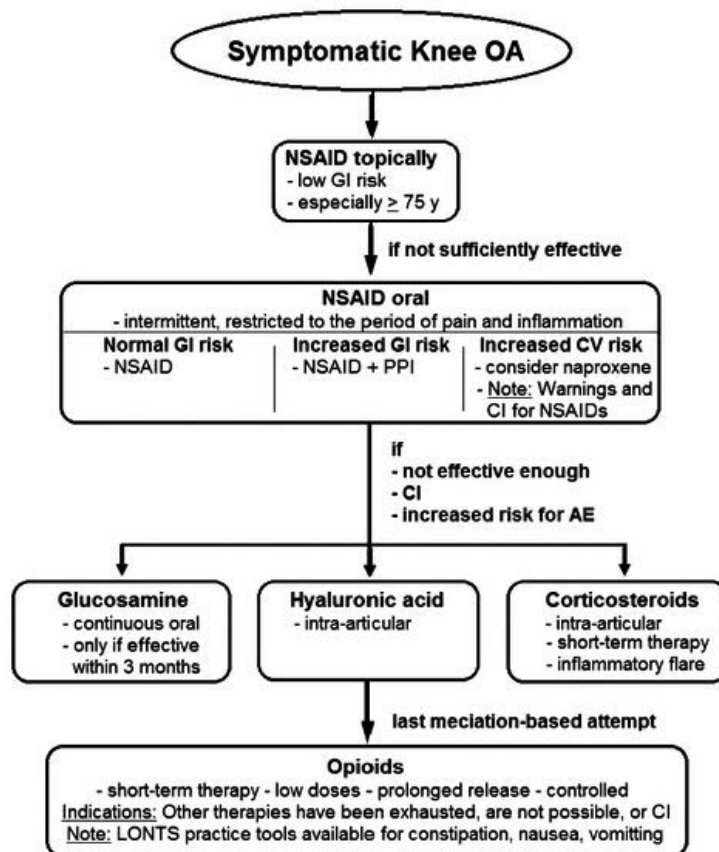 Symptomatic Knee OA
NSAID topically
- low GI risk
- especially ≥ 75 y
if not sufficiently effective
NSAID oral
- intermittent, restricted to the period of pain and inflammation
Normal GI risk
- NSAID
Increased GI risk
- NSAID + PPI
Increased CV risk
- consider naproxene
- Note: Warnings and
CI for NSAIDs
if
- not effective enough
- CI
- increased risk for AE
Glucosamine
- continuous oral
- only if effective
within 3 months
Hyaluronic acid
- intra-articular
Corticosteroids
- intra-articular
- short-term therapy
- inflammatory flare
last meciation-based attempt
Opioids
- short-term therapy - low doses - prolonged release - controlled
Indications: Other therapies have been exhausted, are not possible, or CI
Note: LONTS practice tools available for constipation, nausea, vomitting